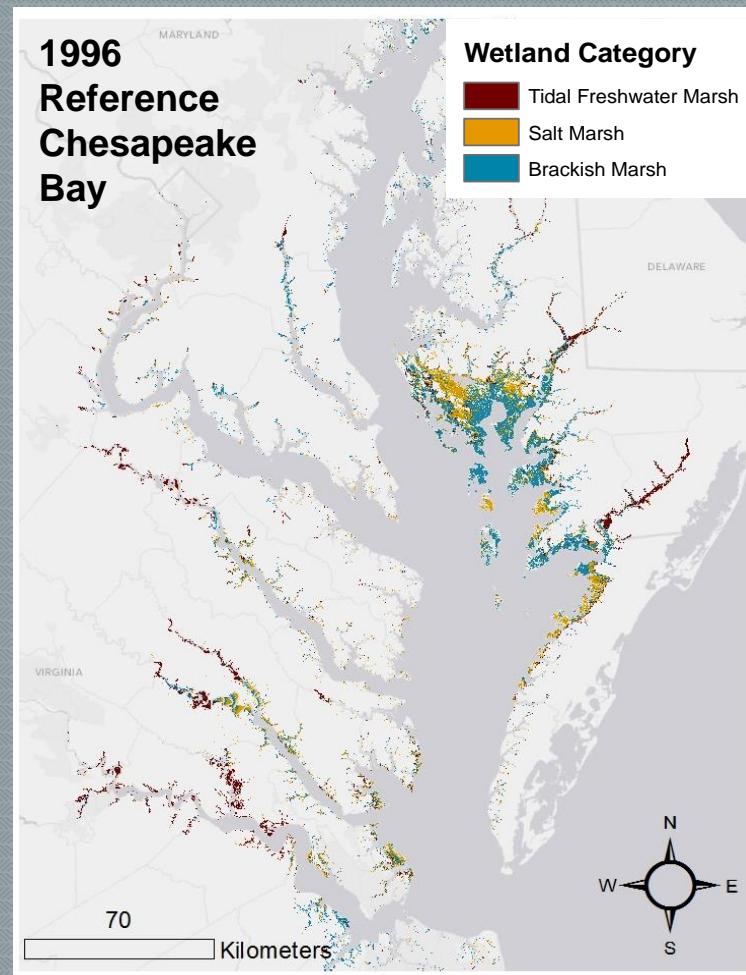 1996
Reference
Chesapeake
Bay
MARYLAND
Wetland Category
Tidal Freshwater Marsh
Salt Marsh
Brackish Marsh
DELAWARE
VIRGINIA
N
W E
S
70
Kilometers